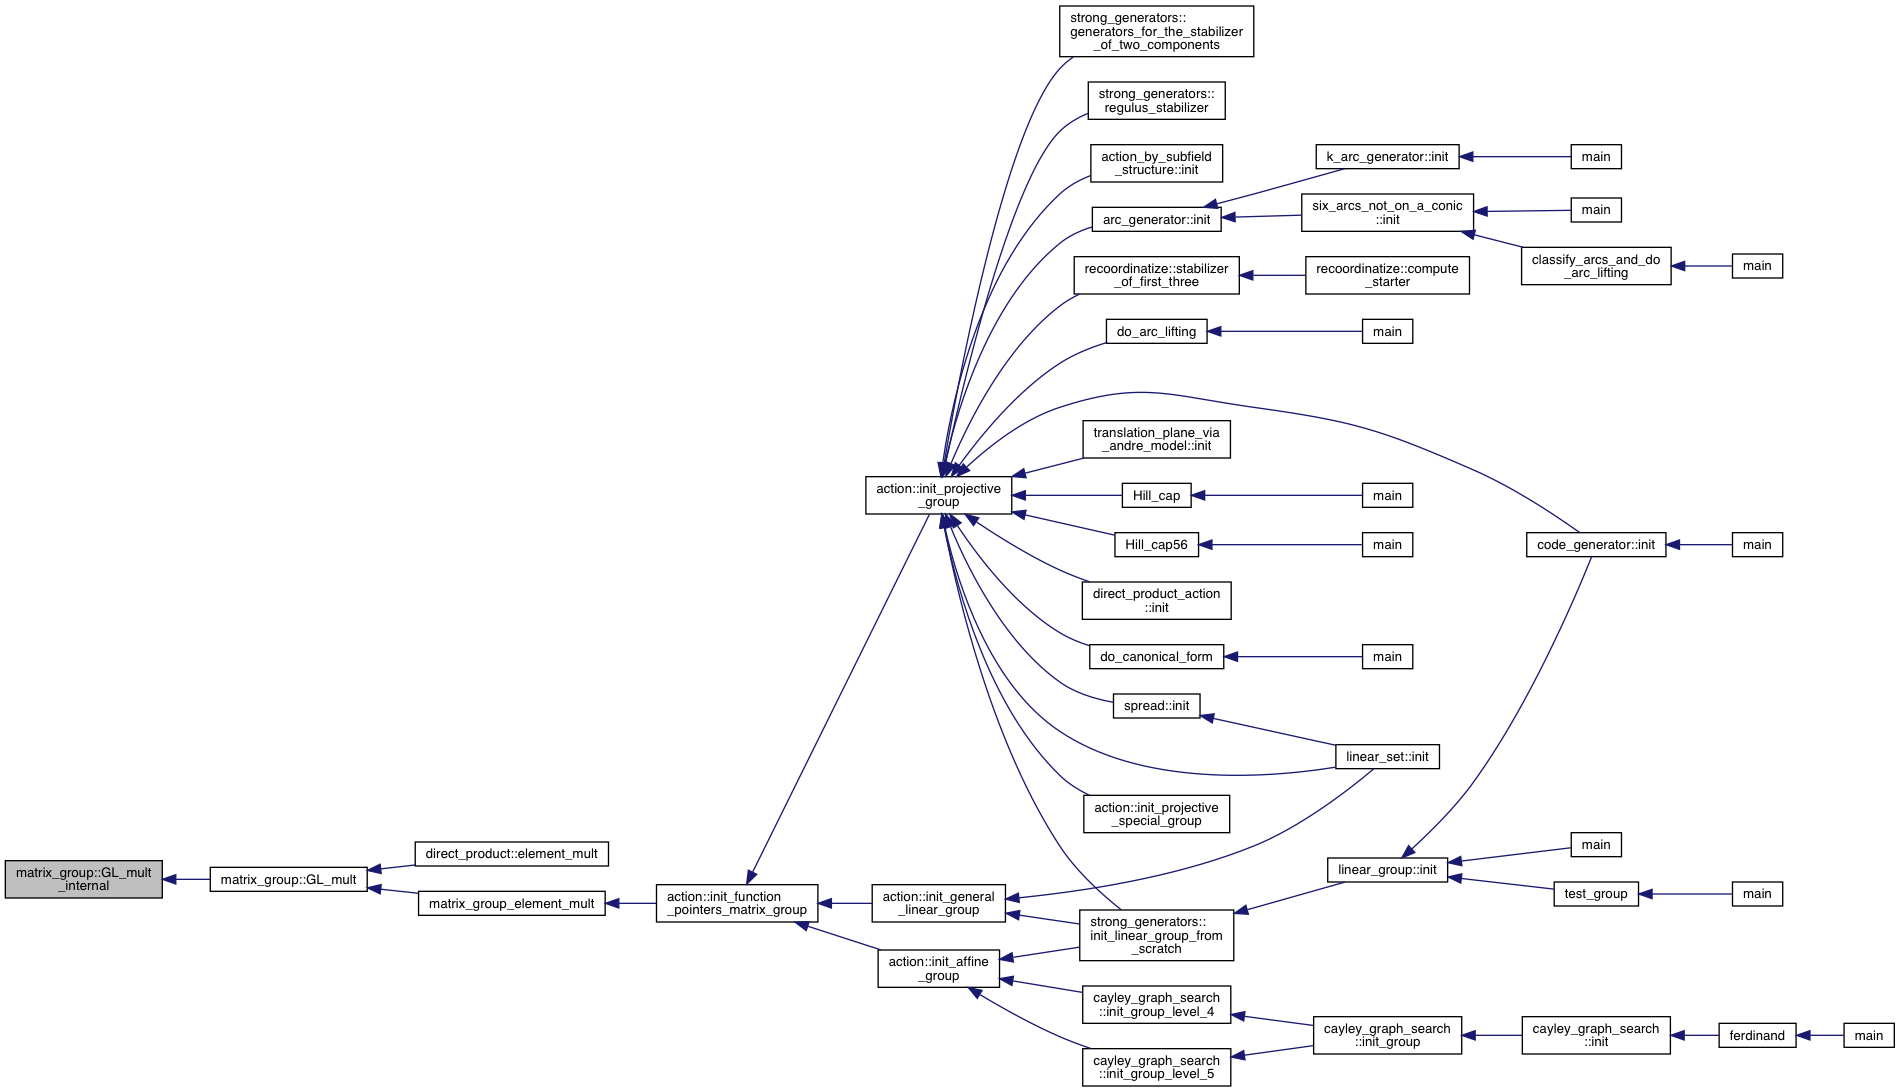 strong_generators::
generators_for_the_stabilizer
_of_two_components
strong_generators::
regulus_stabilizer
action_by_subfield
_structure::init
k_arc_generator::init
main
arc_generator::init
six_arcs_not_on_a_conic
::init
main
classify_arcs_and_do
_arc_lifting
main
recoordinatize::stabilizer
_of_first_three
recoordinatize::compute
_starter
do_arc_lifting
main
translation_plane_via
_andre_model::init
action::init_projective
_group
Hill_cap
main
Hill_cap56
main
code_generator::init
main
direct_product_action
::init
do_canonical_form
main
spread::init
linear_set::init
action::init_projective
_special_group
matrix_group::GL_mult
_internal
matrix_group::GL_mult
direct_product::element_mult
matrix_group_element_mult
action::init_function
_pointers_matrix_group
action::init_general
_linear_group
action::init_affine
_group
strong_generators::
init_linear_group_from
_scratch
linear_group::init
main
test_group
main
cayley_graph_search
::init_group_level_4
cayley_graph_search
::init_group_level_5
cayley_graph_search
::init_group
cayley_graph_search
::init
ferdinand
main